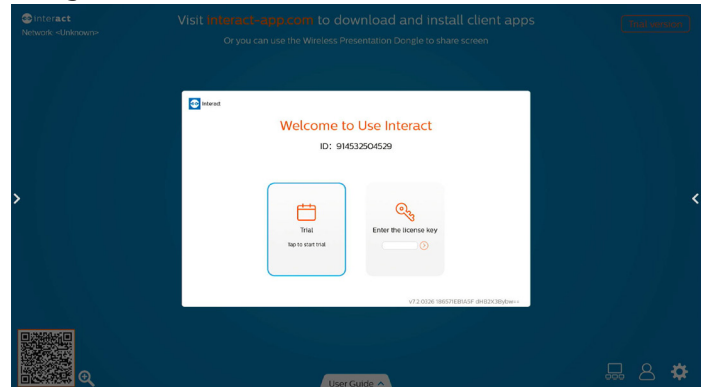 interact
Network: <Unknown>
Visit interact-app.com to download and install client apps
Or you can use the Wireless Presentation Dongle to share screen
Trial version
Interact
Welcome to Use Interact
ID: 914532504529
Trial
Tap to start trial
Enter the license key
User Guide